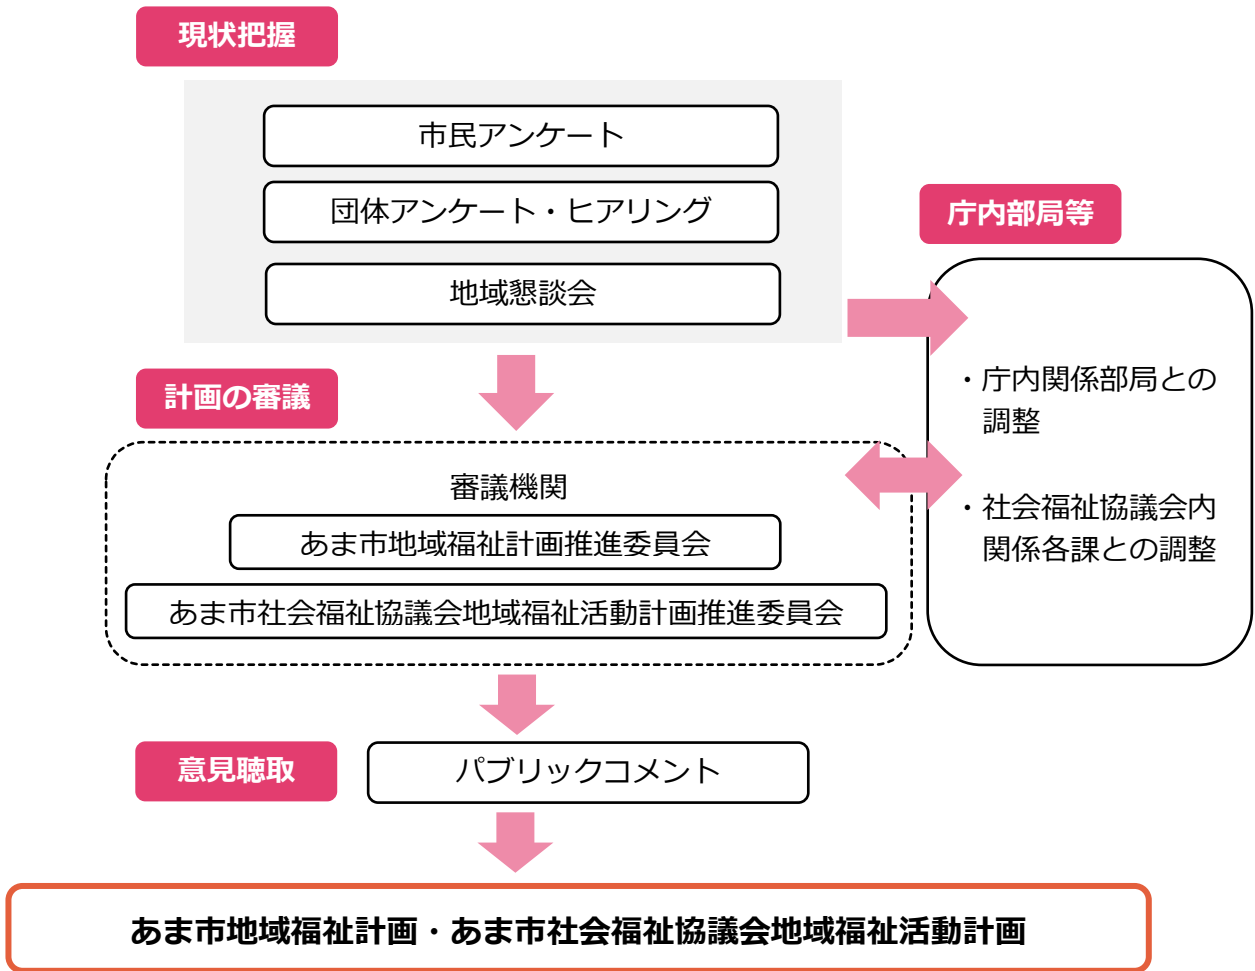 現状把握
市民アンケート
団体アンケート・ヒアリング
地域懇談会
庁内部局等
・庁内関係部局との
調整
・社会福祉協議会内
関係各課との調整
計画の審議
審議機関
あま市地域福祉計画推進委員会
あま市社会福祉協議会地域福祉活動計画推進委員会
意見聴取
パブリックコメント
あま市地域福祉計画・あま市社会福祉協議会地域福祉活動計画